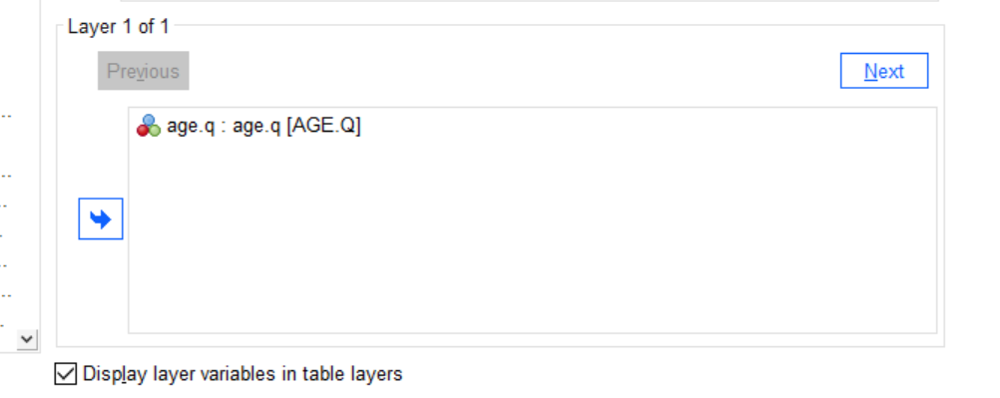 Layer 1 of 1
Previous
Next
age.q : age.q [AGE.Q]
Display layer variables in table layers